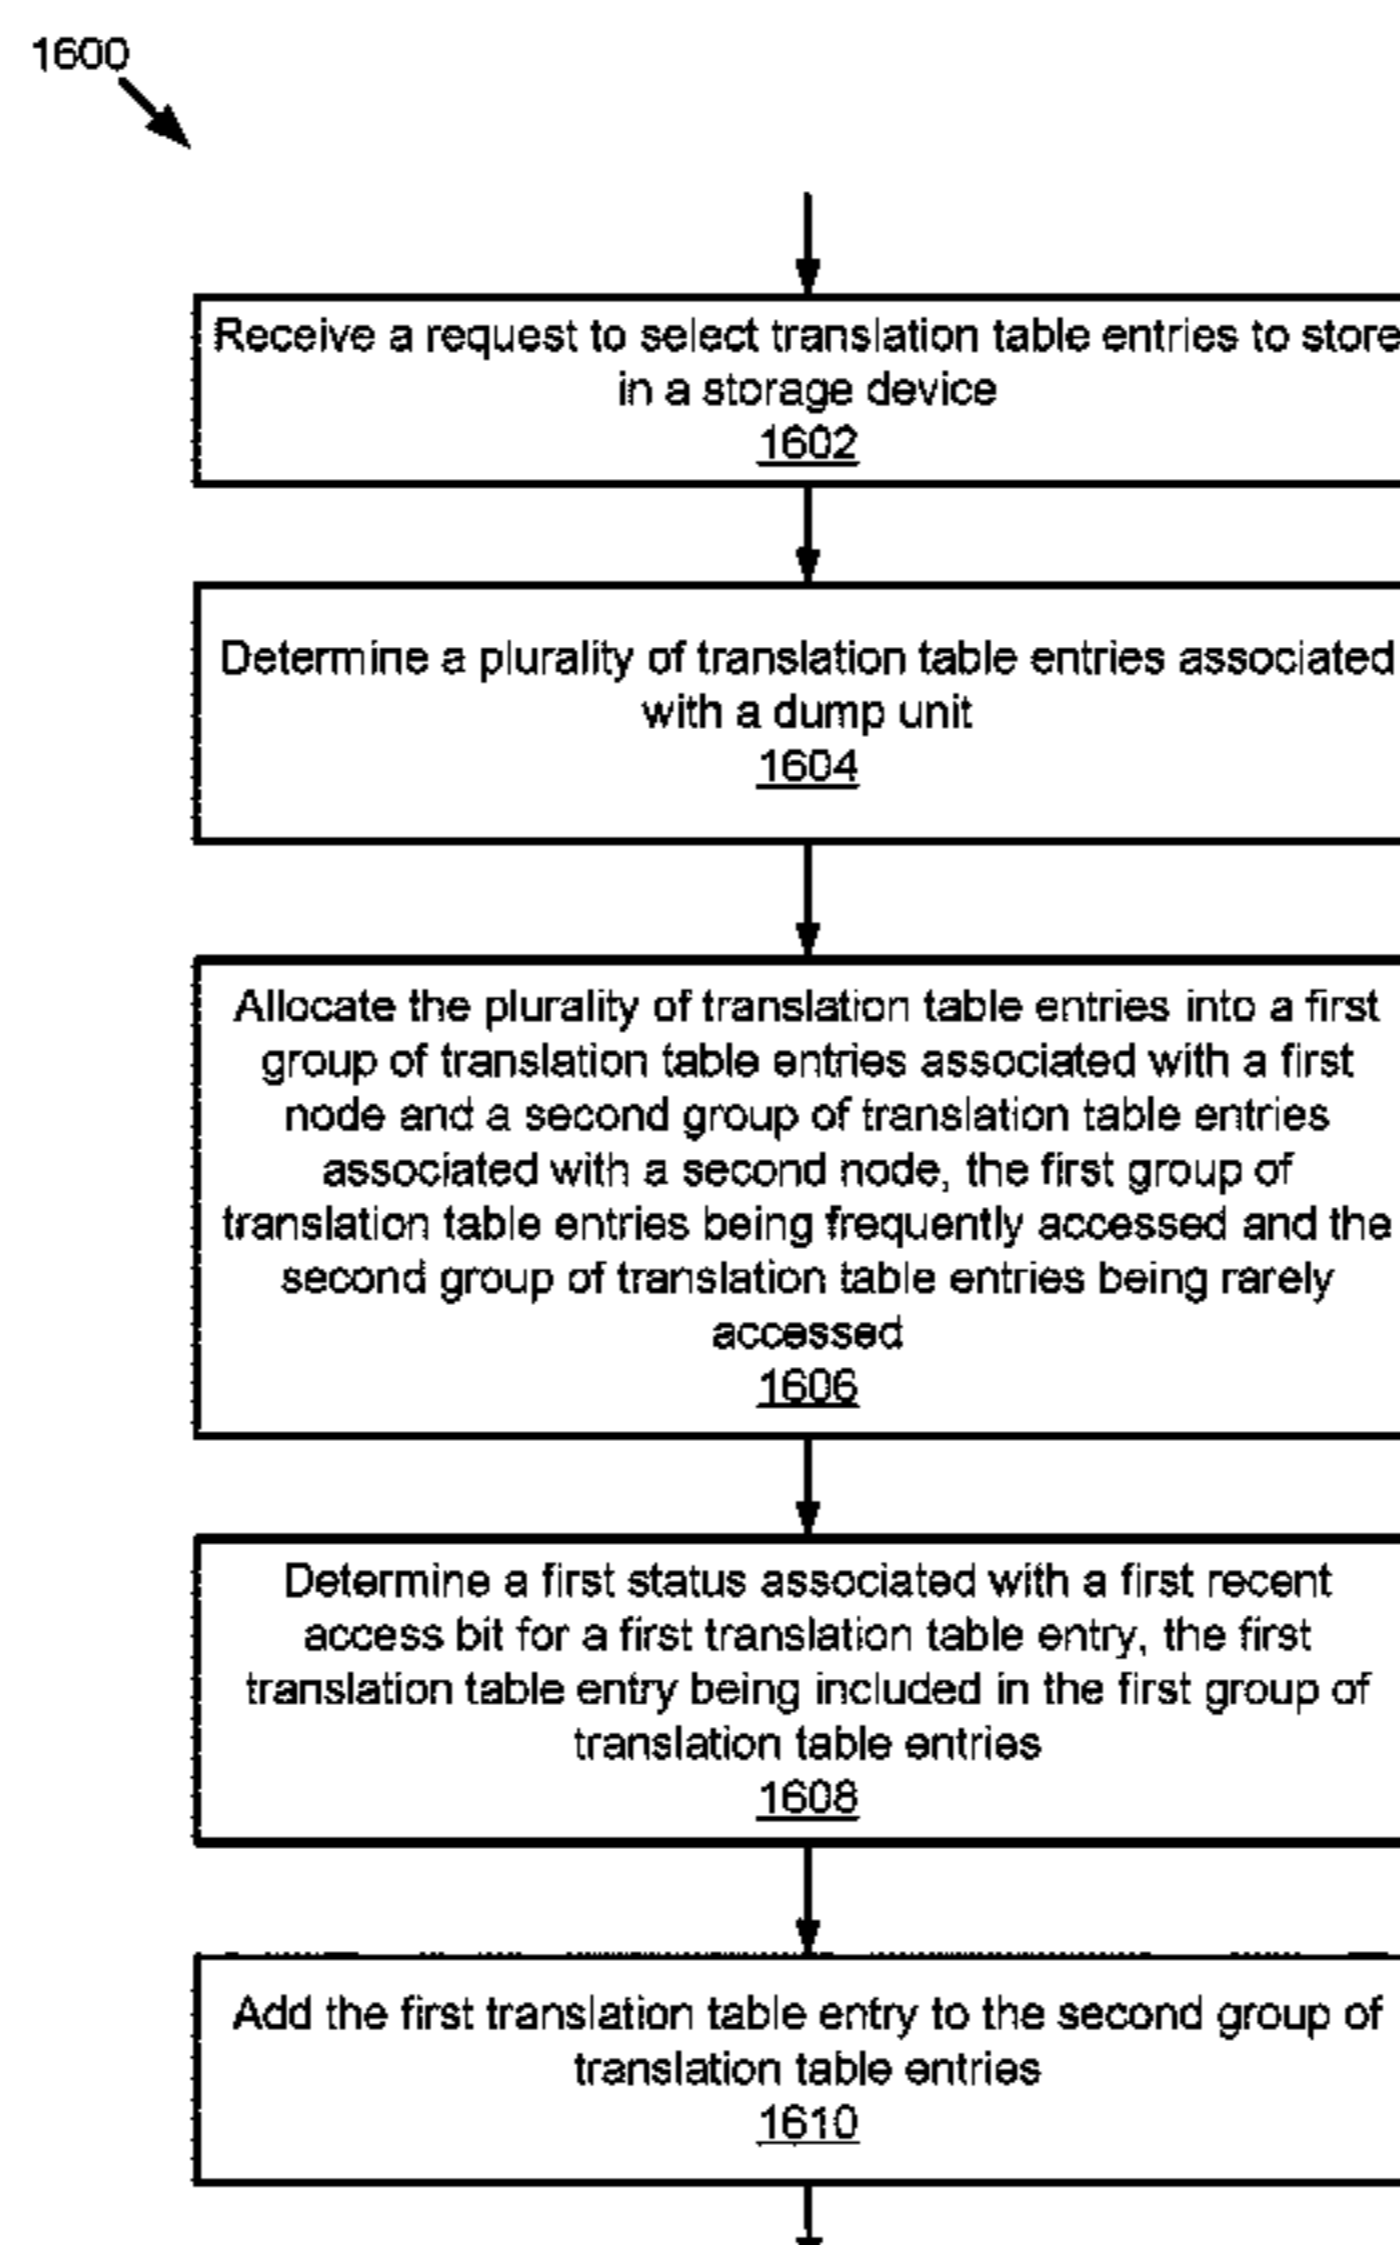 1600
Receive a request to select translation table entries to store
in a storage device
1602
Determine a plurality of translation table entries associated
with a dump unit
1604
Allocate the plurality of translation table entries into a first
group of translation table entries associated with a first
node and a second group of translation table entries
associated with a second node, the first group of
translation table entries being frequently accessed and the
second group of translation table entries being rarely
accessed
1606
Determine a first status associated with a first recent
access bit for a first translation table entry, the first
translation table entry being included in the first group of
translation table entries
1608
Add the first translation table entry to the second group of
translation table entries
1610